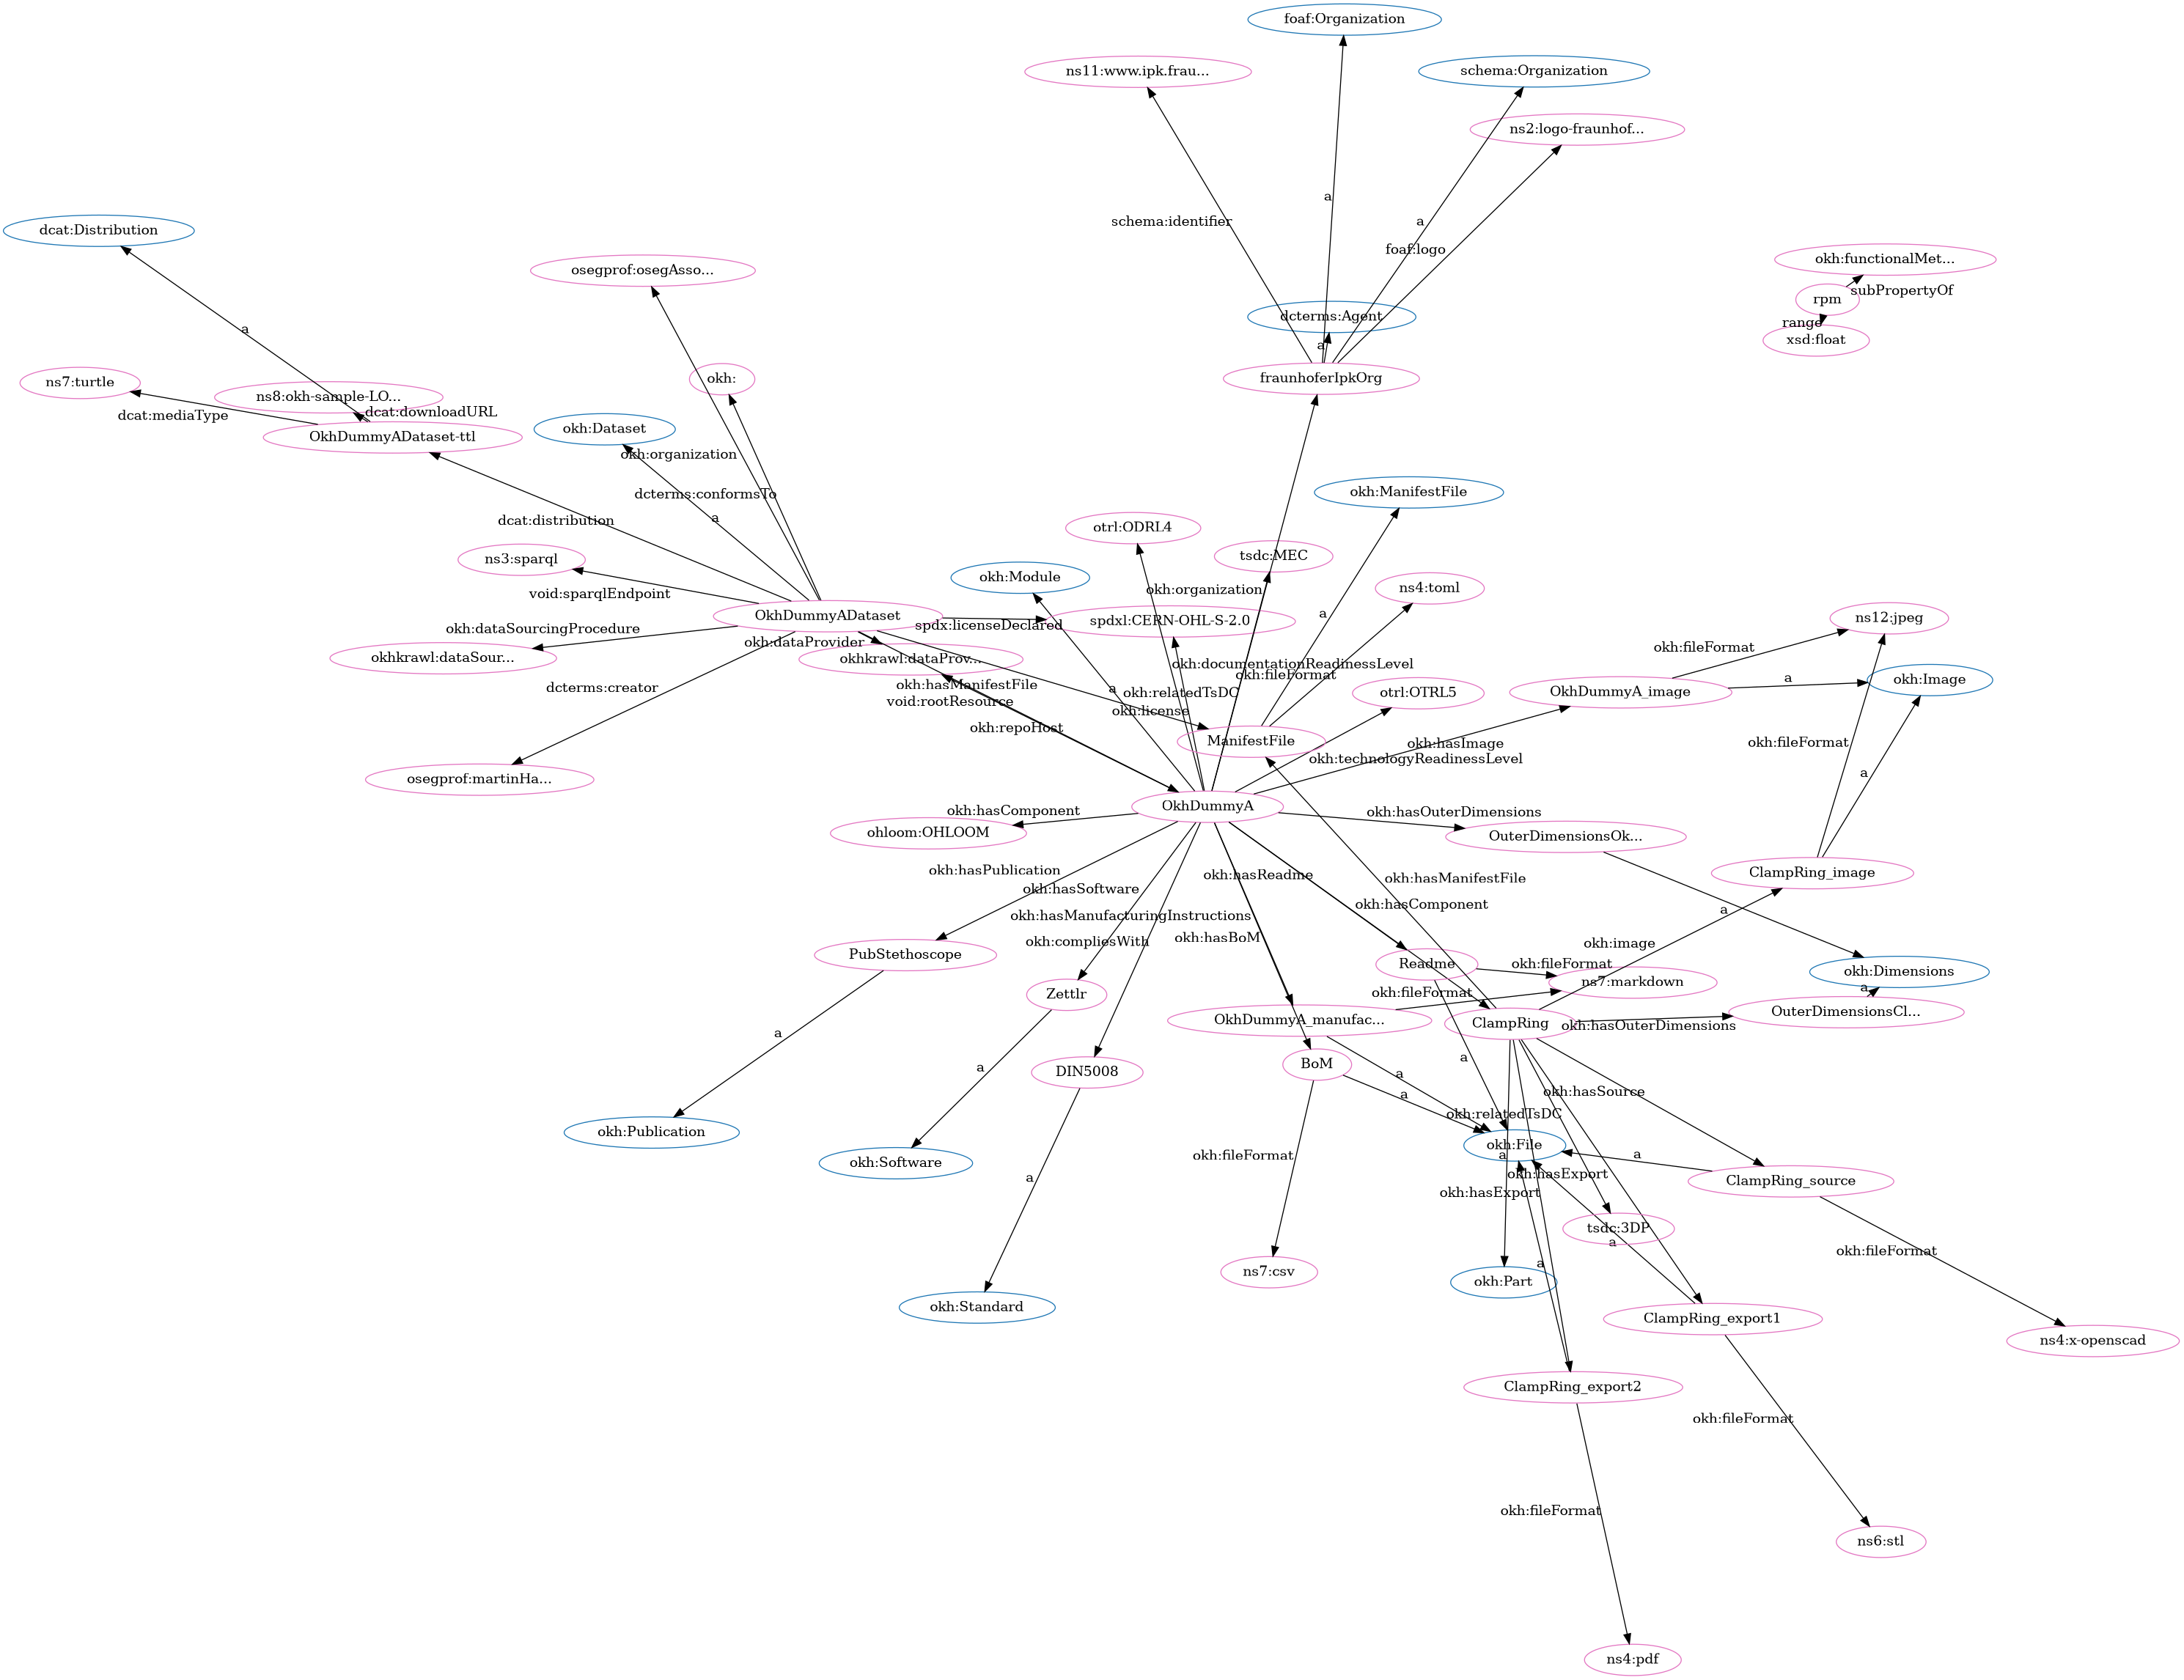 foaf:Organization
ns11:www.ipk.frau...
schema:Organization
ns2:logo-fraunhof...
a
schema:identifier
a
foaf:logo
dcat:Distribution
okh:functionalMet...
osegprof:osegAsso...
subPropertyOf
rpm
dcterms:Agent
range
a
xsd:float
a
fraunhoferIpkOrg
okh:
ns7:turtle
ns8:okh-sample-LO...
dcat:downloadURL
dcat:mediaType
okh:Dataset
OkhDummyADataset-ttl
okh:organization
dcterms:conformsTo
okh:ManifestFile
a
dcat:distribution
otrl:ODRL4
ns3:sparql
tsdc:MEC
okh:Module
void:sparqlEndpoint
okh:organization
ns4:toml
OkhDummyADataset
a
spdx:licenseDeclared
spdxl:CERN-OHL-S-2.0
ns12:jpeg
okh:dataSourcingProcedure
okh:dataProvider
okh:fileFormat
okhkrawl:dataSour...
okhkrawl:dataProv...
okh:documentationReadinessLevel
okh:fileFormat
okh:hasManifestFile
void:rootResource
dcterms:creator
a
okh:relatedTsDC
otrl:OTRL5
OkhDummyA_image
a
okh:Image
okh:license
okh:repoHost
ManifestFile
okh:hasImage
okh:fileFormat
okh:technologyReadinessLevel
osegprof:martinHa...
a
OkhDummyA
okh:hasComponent
okh:hasOuterDimensions
ohloom:OHLOOM
OuterDimensionsOk...
okh:hasPublication
okh:hasSoftware
okh:hasReadme
okh:hasManifestFile
ClampRing_image
okh:hasManufacturingInstructions
okh:hasComponent
a
okh:compliesWith
okh:hasBoM
okh:image
PubStethoscope
Readme
okh:fileFormat
okh:Dimensions
ns7:markdown
a
Zettlr
okh:fileFormat
OuterDimensionsCl...
OkhDummyA_manufac...
ClampRing
okh:hasOuterDimensions
a
a
DIN5008
BoM
a
a
a
okh:hasSource
okh:relatedTsDC
okh:Publication
okh:File
okh:Software
okh:fileFormat
a
a
a
okh:hasExport
okh:hasExport
ClampRing_source
tsdc:3DP
a
okh:fileFormat
ns7:csv
a
okh:Part
okh:Standard
ClampRing_export1
ns4:x-openscad
ClampRing_export2
okh:fileFormat
okh:fileFormat
ns6:stl
ns4:pdf